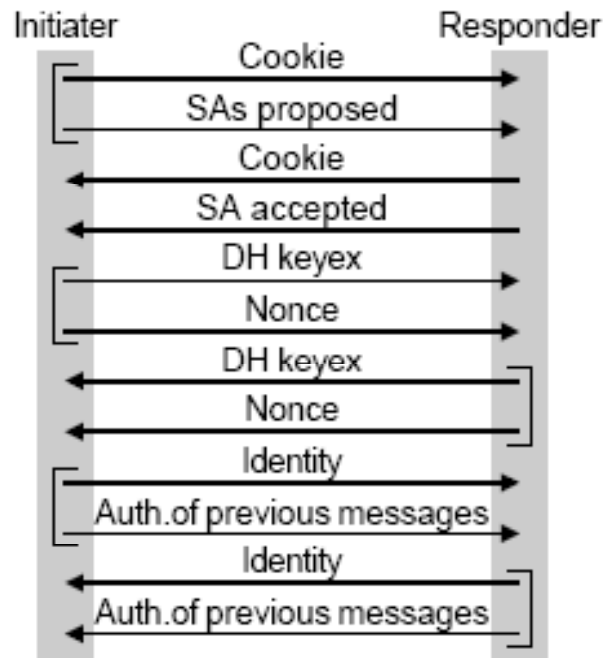 Initiater Responder
Cookie
SAs proposed
Cookie
SA accepted
DH keyex
Nonce
DH keyex
Nonce
Identity
Auth.of previous messages
Identity
Auth.of previous messages